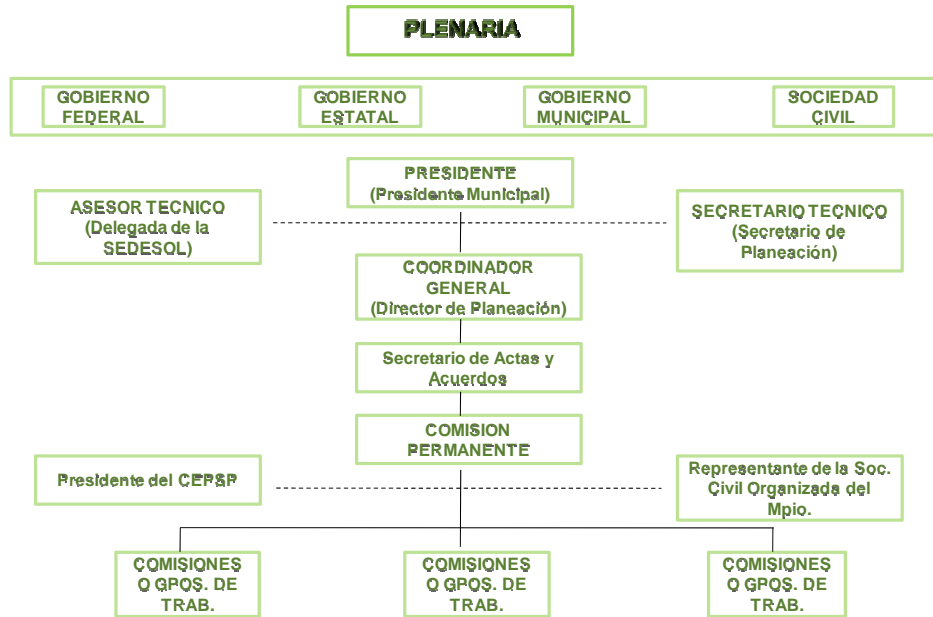 PLENARIA
GOBIERNO
FEDERAL
GOBIERNO
ESTATAL
GOBIERNO
MUNICIPAL
SOCIEDAD
CIVIL
PRESIDENTE
(Presidente Municipal)
ASESOR TECNICO
(Delegada de la
SEDESOL)
SECRETARIO TECNICO
(Secretario de
Planeación)
COORDINADOR
GENERAL
(Director de Planeación)
Secretario de Actas y
Acuerdos
COMISION
PERMANENTE
Presidente del CEPSP
Representante de la Soc.
Civil Organizada del
Mpio.
COMISIONES
O GPOS. DE
TRAB.
COMISIONES
O GPOS. DE
TRAB.
COMISIONES
O GPOS. DE
TRAB.